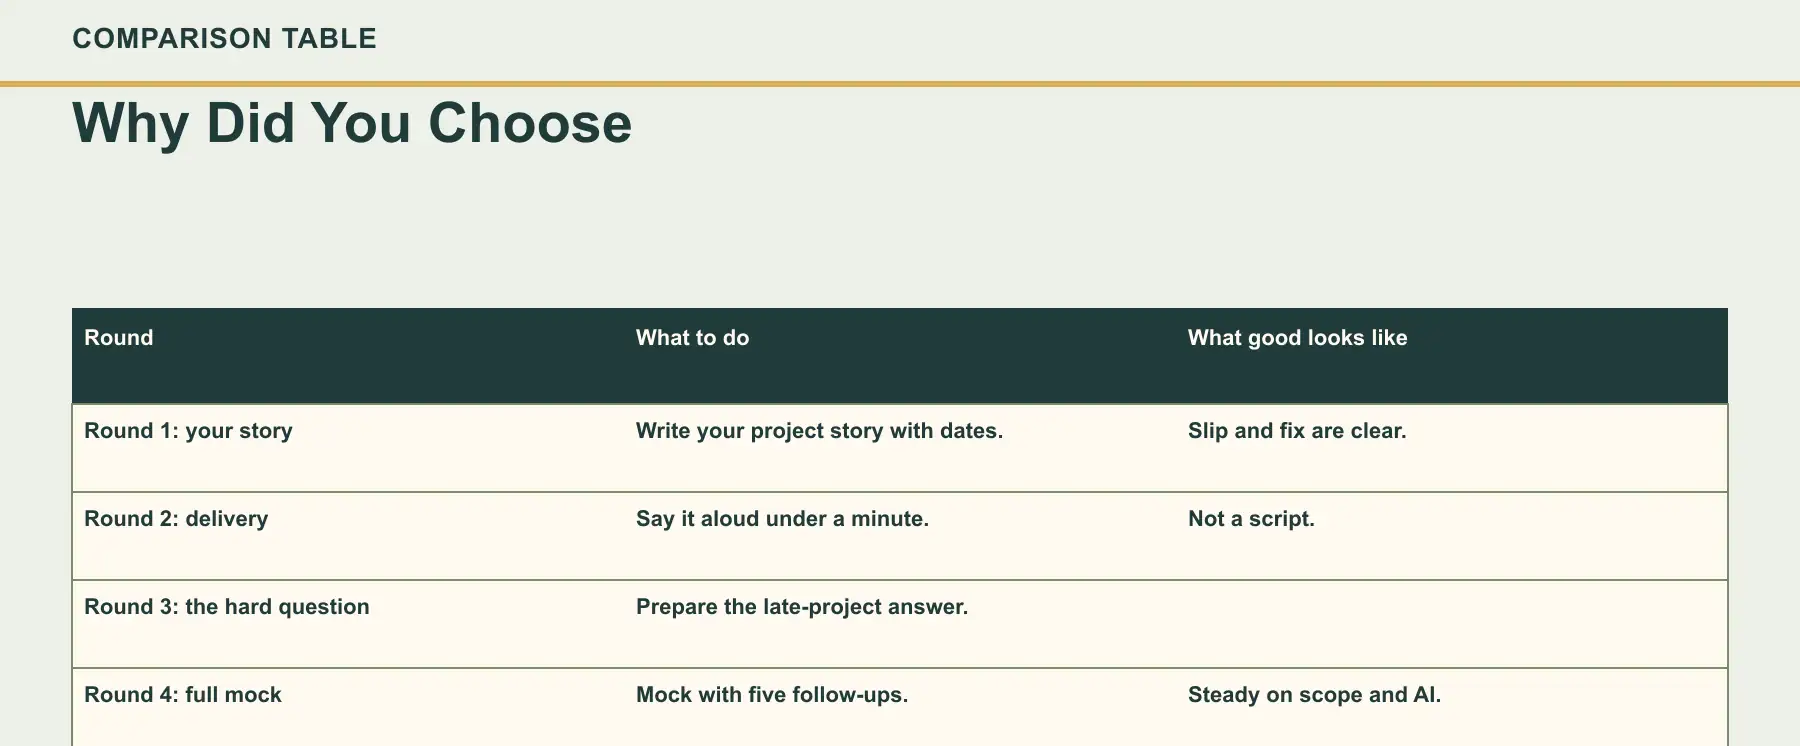 COMPARISON TABLE
Why Did You Choose
Round What to do What good looks like
Round 1: your story Write your project story with dates. Slip and fix are clear.
Round 2: delivery Say it aloud under a minute. Not a script.
Round 3: the hard question Prepare the late-project answer.
Round 4: full mock Mock with five follow-ups. Steady on scope and AI.